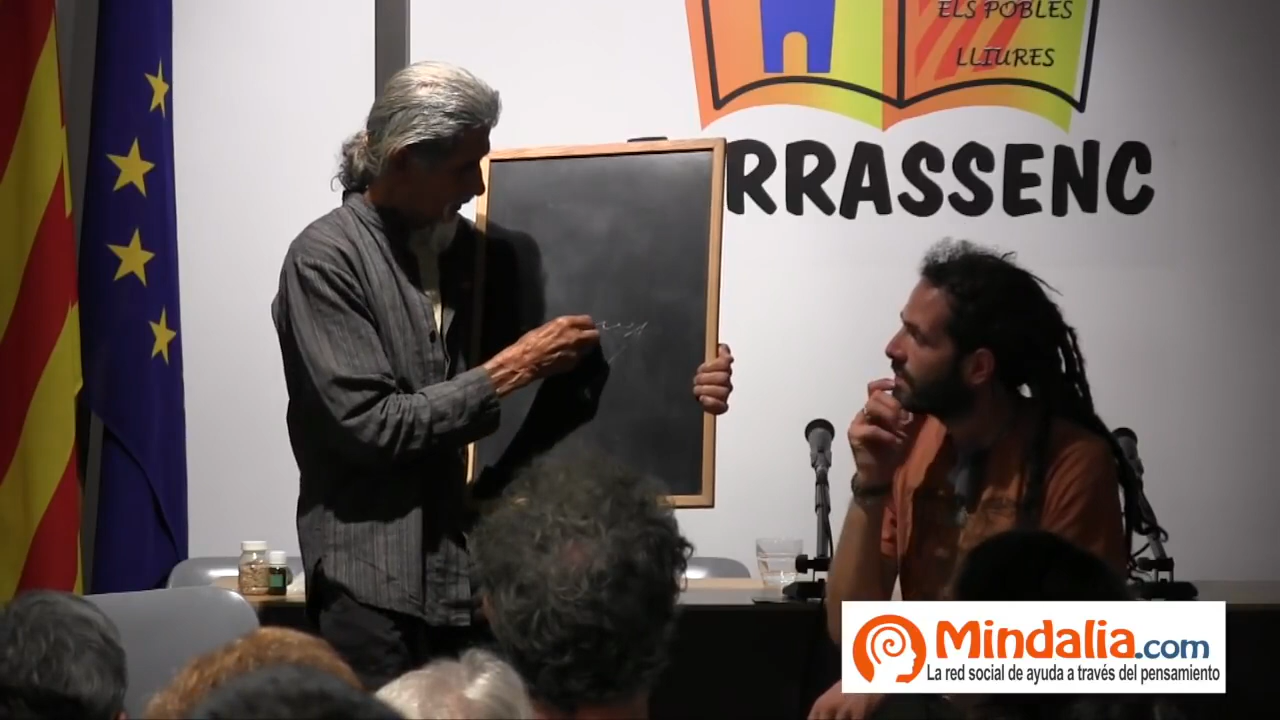 ELS POBLES
LLIURES
RRASSENC
Mindalia.com
La red social de ayuda a través del pensamiento